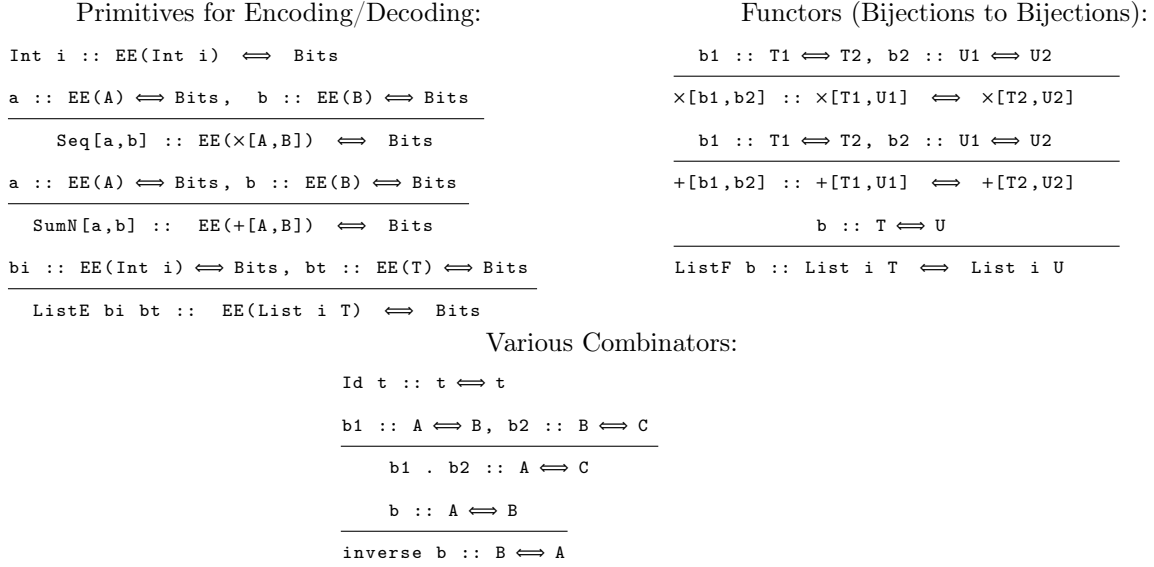 Primitives for Encoding/Decoding:
Int i :: EE(Int i) ⟺ Bits
a :: EE(A) ⟺ Bits, b :: EE(B) ⟺ Bits
Seq[a,b] :: EE(×[A,B]) ⟺ Bits
a :: EE(A) ⟺ Bits, b :: EE(B) ⟺ Bits
SumN[a,b] :: EE(+[A,B]) ⟺ Bits
bi :: EE(Int i) ⟺ Bits, bt :: EE(T) ⟺ Bits
ListE bi bt :: EE(List i T) ⟺ Bits
Functors (Bijections to Bijections):
b1 :: T1 ⟺ T2, b2 :: U1 ⟺ U2
×[b1,b2] :: ×[T1,U1] ⟺ ×[T2,U2]
b1 :: T1 ⟺ T2, b2 :: U1 ⟺ U2
+[b1,b2] :: +[T1,U1] ⟺ +[T2,U2]
b :: T ⟺ U
ListF b :: List i T ⟺ List i U
Various Combinators:
Id t :: t ⟺ t
b1 :: A ⟺ B, b2 :: B ⟺ C
b1 . b2 :: A ⟺ C
b :: A ⟺ B
inverse b :: B ⟺ A